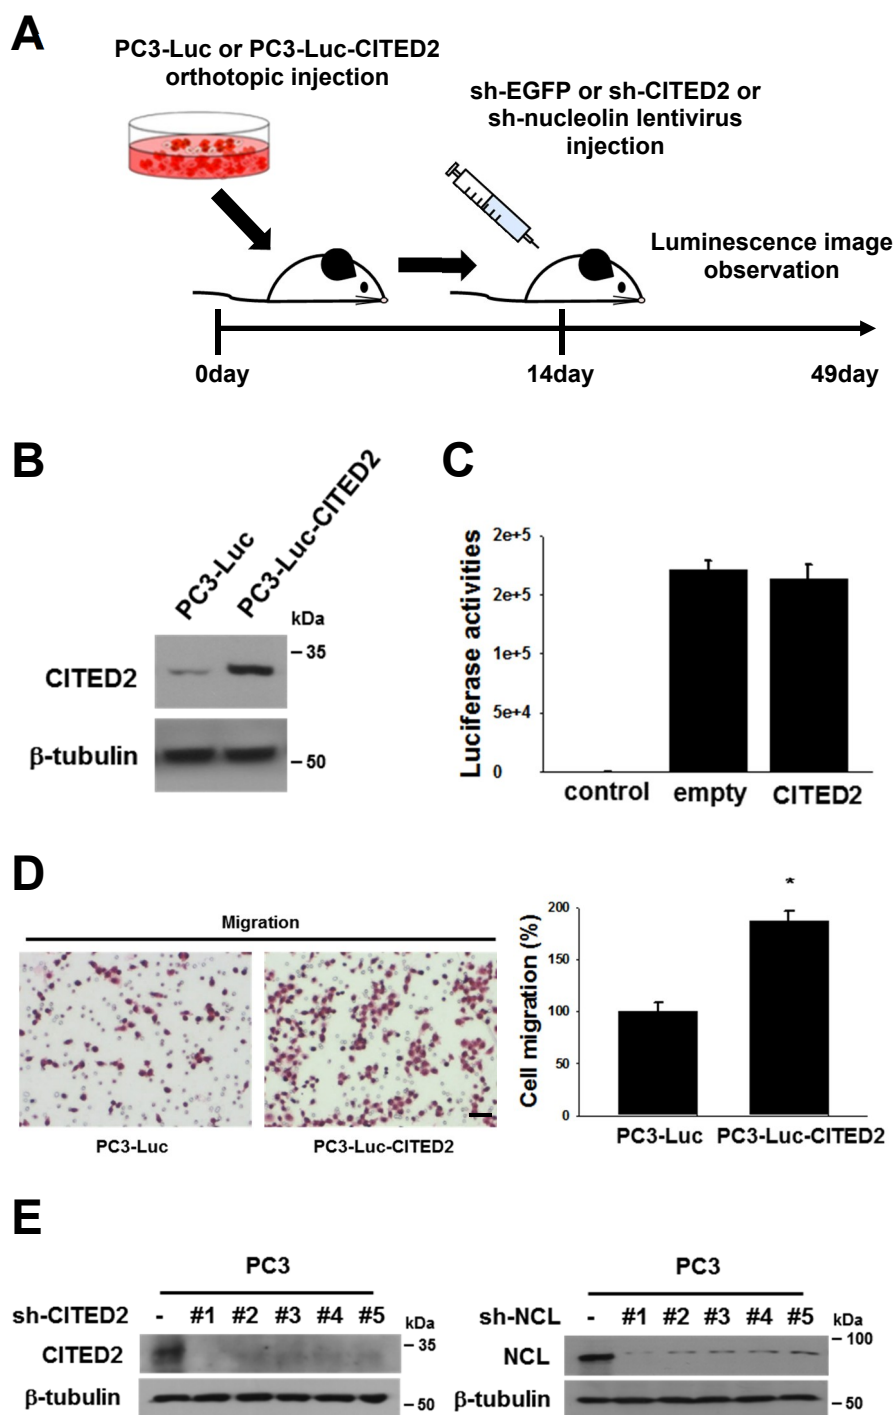 A
PC3-Luc or PC3-Luc-CITED2
orthotopic injection
sh-EGFP or sh-CITED2 or
sh-nucleolin lentivirus
injection
Luminescence image
observation
0day
14day
49day
B
PC3-Luc
PC3-Luc-CITED2
kDa
CITED2
– 35
β-tubulin
– 50
C
Luciferase activities
2e+5
2e+5
1e+5
5e+4
0
control
empty
CITED2
D
Migration
PC3-Luc
PC3-Luc-CITED2
*
Cell migration (%)
200
150
100
50
0
PC3-Luc
PC3-Luc-CITED2
E
PC3
sh-CITED2 - #1 #2 #3 #4 #5 kDa
CITED2 – 35
β-tubulin – 50
PC3
sh-NCL - #1 #2 #3 #4 #5 kDa
NCL – 100
β-tubulin – 50